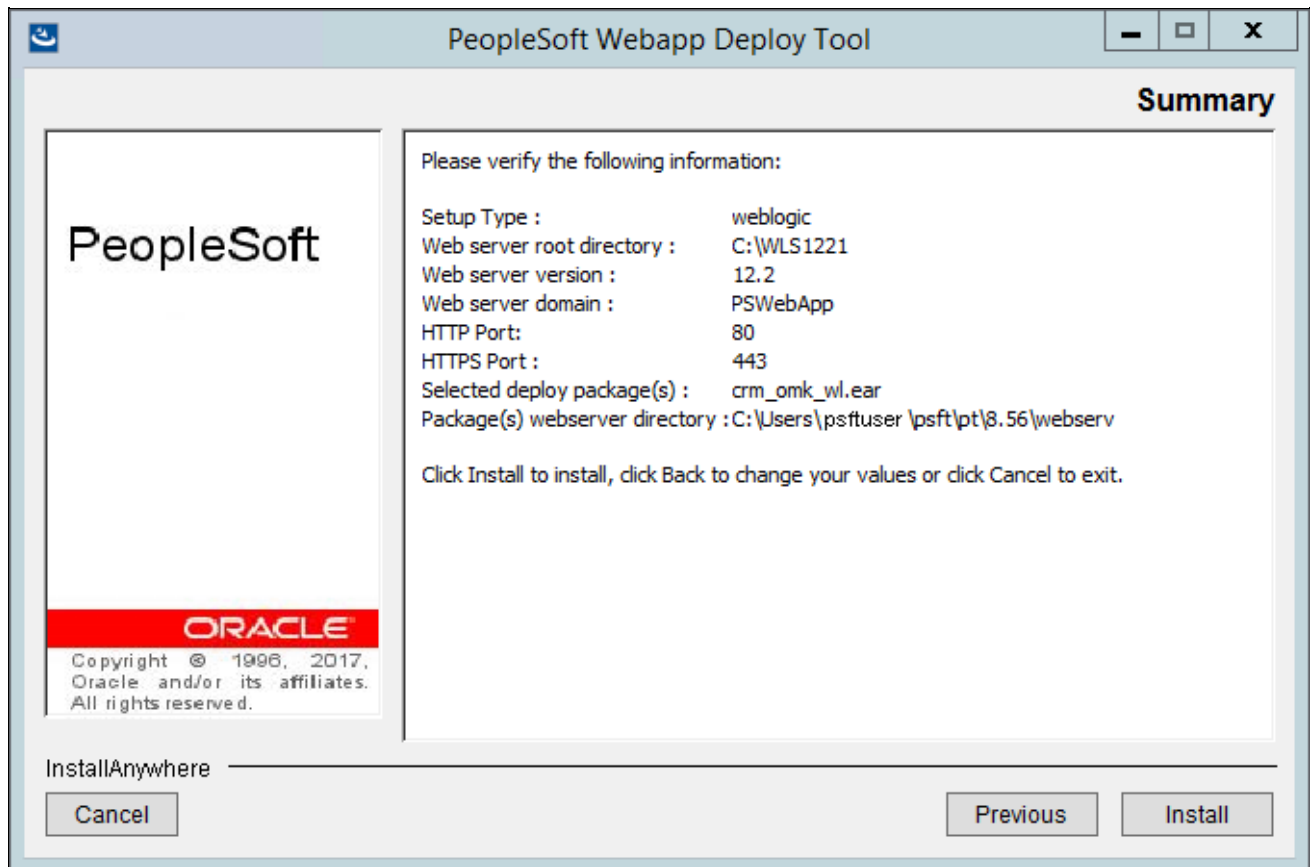 PeopleSoft Webapp Deploy Tool
Summary
PeopleSoft
ORACLE
Copyright © 1996, 2017,
Oracle and/or its affiliates.
All rights reserved.
Please verify the following information:
Setup Type : weblogic
Web server root directory : C:\WLS1221
Web server version : 12.2
Web server domain : PSWebApp
HTTP Port: 80
HTTPS Port : 443
Selected deploy package(s) : crm_omk_wl.ear
Package(s) webserver directory :C:\Users\psftuser \psft\pt\8.56\webserv
Click Install to install, click Back to change your values or click Cancel to exit.
InstallAnywhere
Cancel
Previous
Install